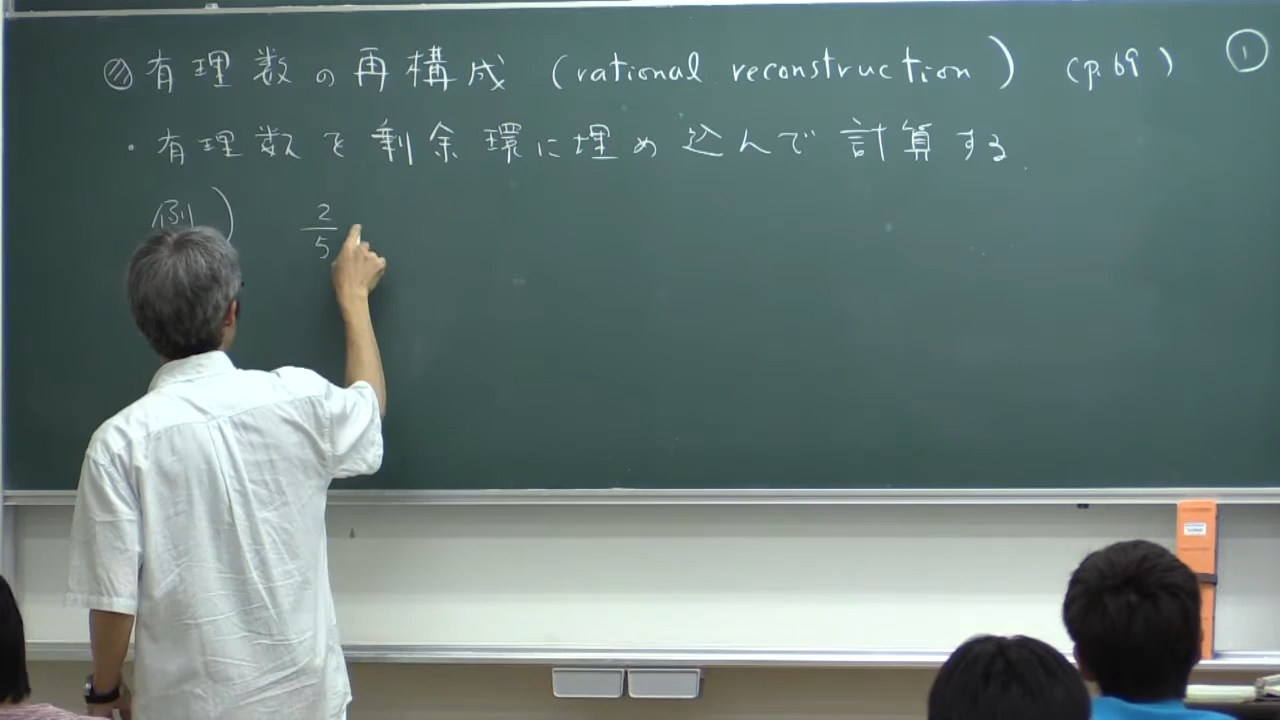 有理数の再構成 (rational reconstruction) (p.69) ①
・有理数を剰余環に埋め込んで計算する.
例) 2/5